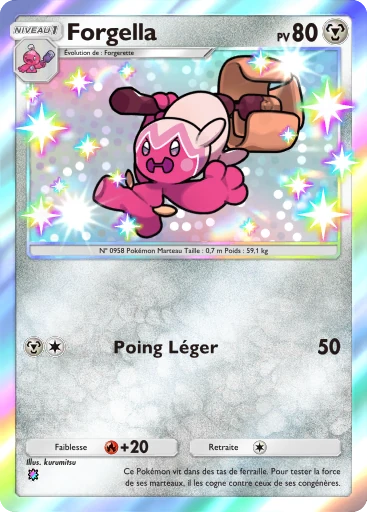 NIVEAU 1
Forgella
PV 80
Évolution de : Forgerette
N° 0958 Pokémon Marteau Taille : 0,7 m Poids : 59,1 kg
Poing Léger 50
Faiblesse +20 Retraite
Illus. kurumitsu
Ce Pokémon vit dans des tas de ferraille. Pour tester la force
de ses marteaux, il les cogne contre ceux de ses congénères.